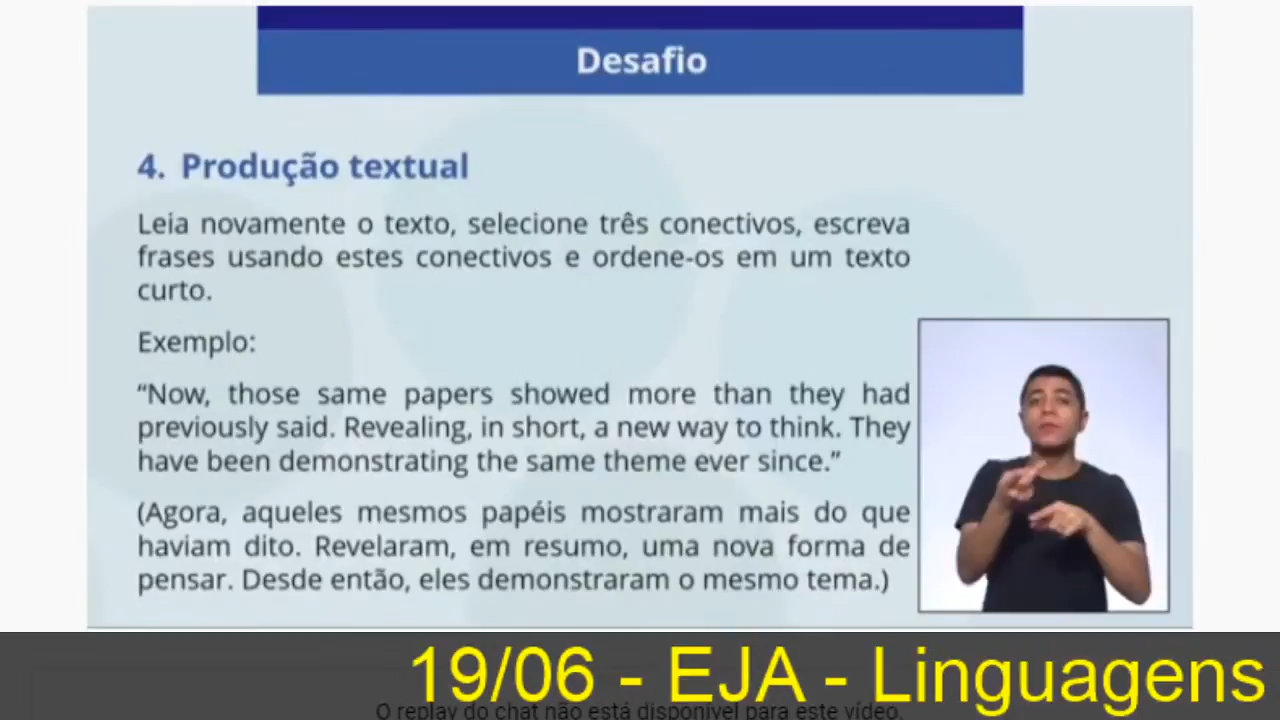 Desafio
4. Produção textual
Leia novamente o texto, selecione três conectivos, escreva
frases usando estes conectivos e ordene-os em um texto
curto.
Exemplo:
“Now, those same papers showed more than they had
previously said. Revealing, in short, a new way to think. They
have been demonstrating the same theme ever since.”
(Agora, aqueles mesmos papéis mostraram mais do que
haviam dito. Revelaram, em resumo, uma nova forma de
pensar. Desde então, eles demonstraram o mesmo tema.)
19/06 - EJA - Linguagens
O replay do chat não está disponível para este vídeo.